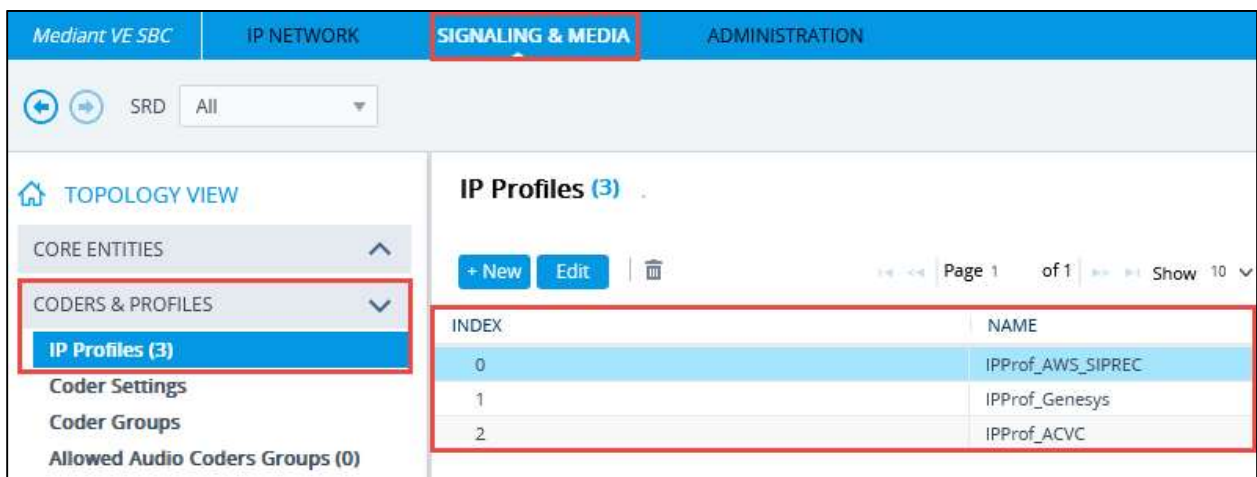 Mediant VE SBC IP NETWORK SIGNALING & MEDIA ADMINISTRATION
SRD All
TOPOLOGY VIEW
CORE ENTITIES
CODERS & PROFILES
IP Profiles (3)
Coder Settings
Coder Groups
Allowed Audio Coders Groups (0)
IP Profiles (3)
+ New Edit Page 1 of 1 Show 10
INDEX NAME
0 IPProf_AWS_SIPREC
1 IPProf_Genesys
2 IPProf_ACVC